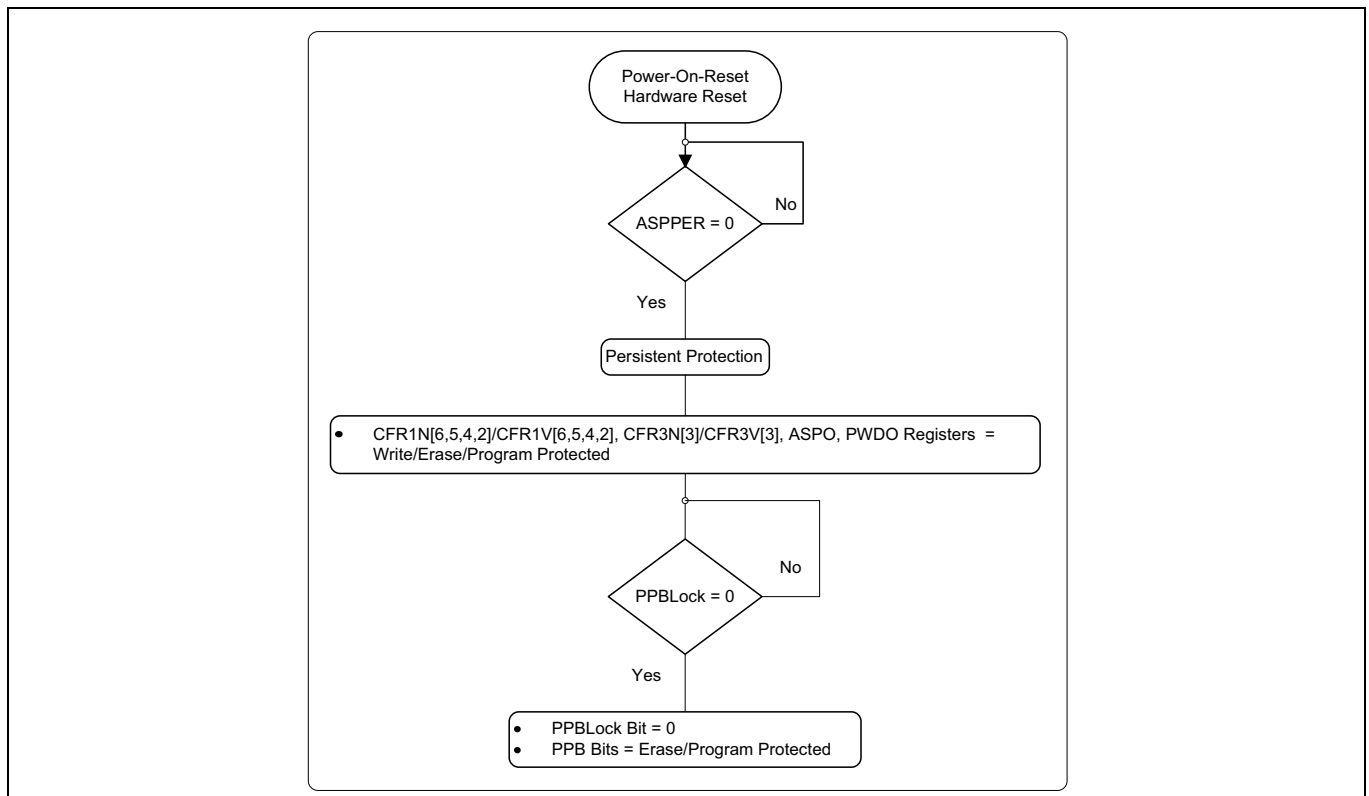 Power-On-Reset
Hardware Reset
No
ASPPER = 0
Yes
Persistent Protection
• CFR1N[6,5,4,2]/CFR1V[6,5,4,2], CFR3N[3]/CFR3V[3], ASPO, PWDO Registers =
Write/Erase/Program Protected
No
PPBLock = 0
Yes
• PPBLock Bit = 0
• PPB Bits = Erase/Program Protected